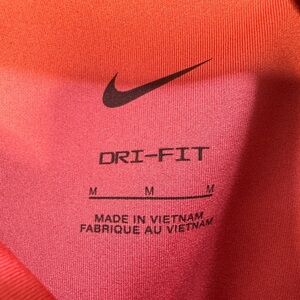 DRI-FIT
M M M
MADE IN VIETNAM
FABRIQUE AU VIETNAM